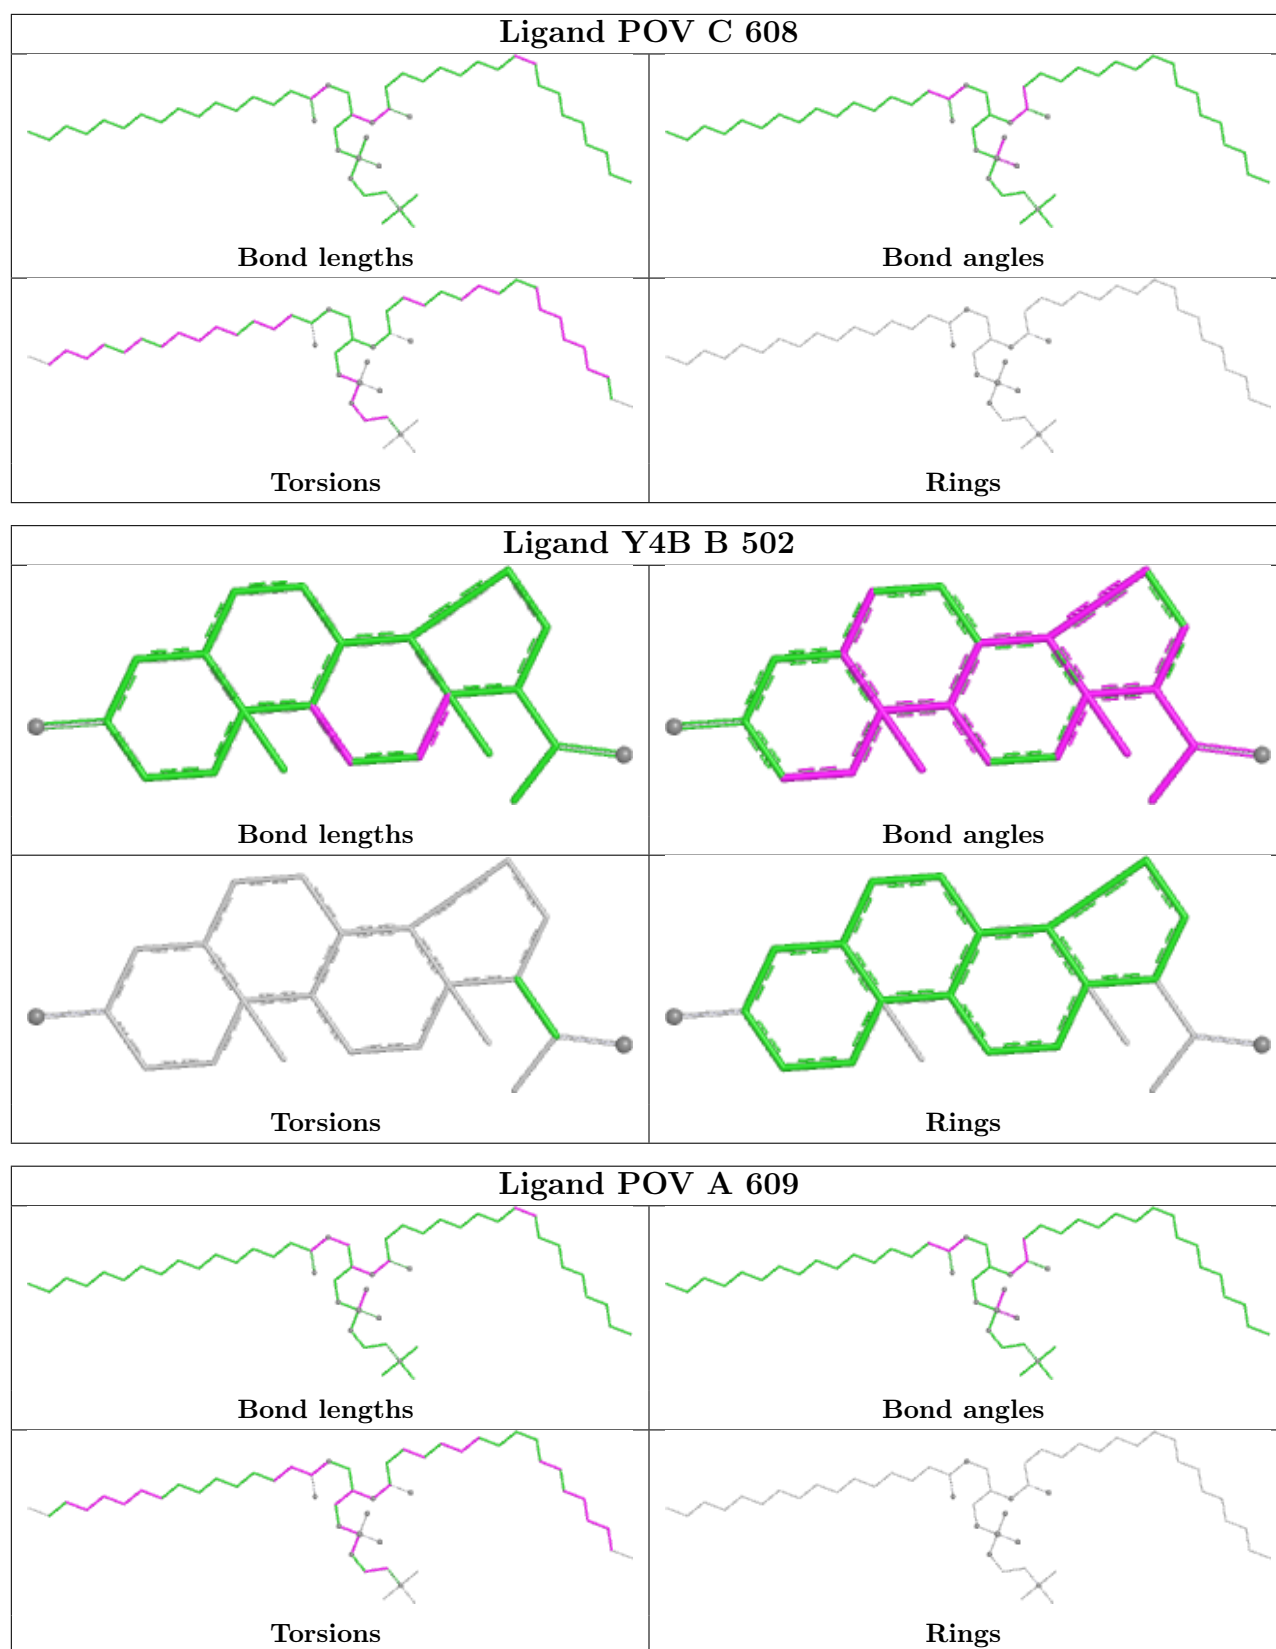 Ligand POV C 608
Bond lengths
Bond angles
Torsions
Rings
Ligand Y4B B 502
Bond lengths
Bond angles
Torsions
Rings
Ligand POV A 609
Bond lengths
Bond angles
Torsions
Rings